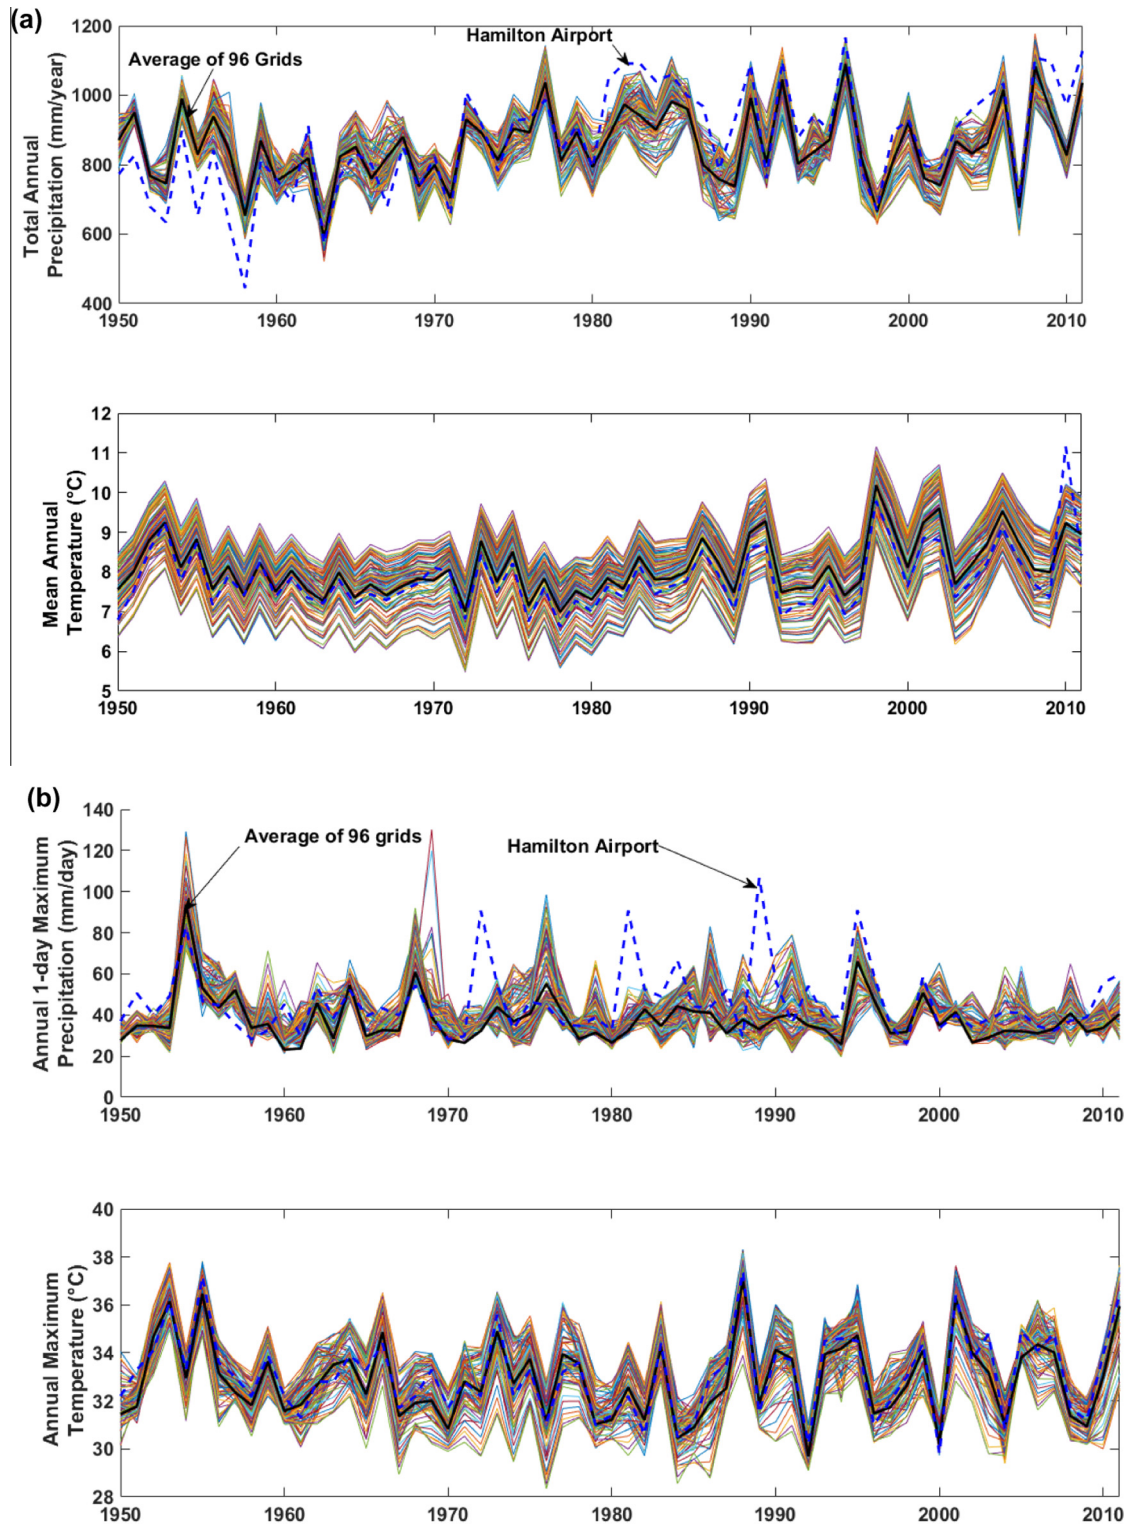 (a)
1200
1000
800
600
400
Total Annual
Precipitation (mm/year)
Average of 96 Grids
Hamilton Airport
1950 1960 1970 1980 1990 2000 2010
12
11
10
9
8
7
6
5
Mean Annual
Temperature (°C)
1950 1960 1970 1980 1990 2000 2010
(b)
140
120
100
80
60
40
20
0
Annual 1-day Maximum
Precipitation (mm/day)
Average of 96 grids
Hamilton Airport
1950 1960 1970 1980 1990 2000 2010
40
38
36
34
32
30
28
Annual Maximum
Temperature (°C)
1950 1960 1970 1980 1990 2000 2010